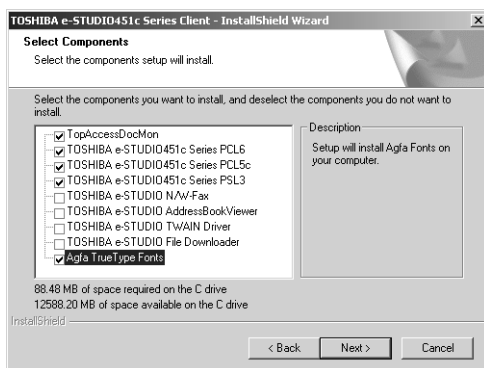 TOSHIBA e-STUDIO451c Series Client - InstallShield Wizard
Select Components
Select the components setup will install.
Select the components you want to install, and deselect the components you do not want to
install.
TopAccessDocMon
TOSHIBA e-STUDIO451c Series PCL6
TOSHIBA e-STUDIO451c Series PCL5c
TOSHIBA e-STUDIO451c Series PSL3
TOSHIBA e-STUDIO N/W-Fax
TOSHIBA e-STUDIO AddressBookViewer
TOSHIBA e-STUDIO TWAIN Driver
TOSHIBA e-STUDIO File Downloader
Agfa TrueType Fonts
Description
Setup will install Agfa Fonts on
your computer.
88.48 MB of space required on the C drive
12588.20 MB of space available on the C drive
InstallShield
< Back
Next >
Cancel